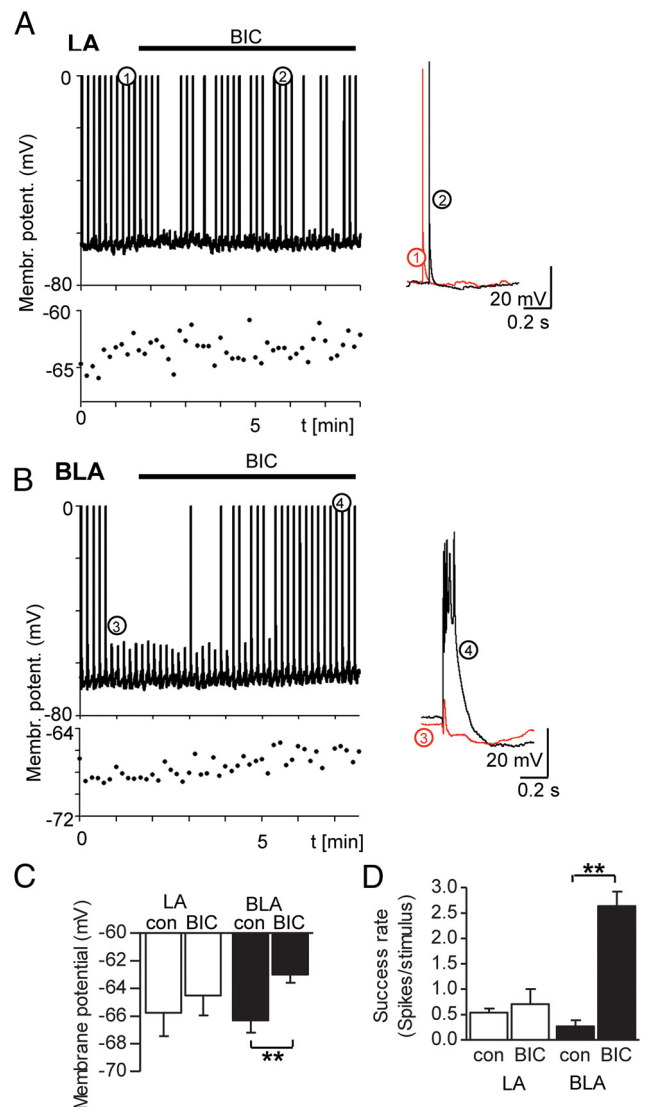 A
LA
BIC
0
1
2
-80
Membr. potent. (mV)
2
1
20 mV
0.2 s
-60
-65
0
5
t [min]
B
BLA
BIC
0
4
3
-80
Membr. potent. (mV)
4
3
20 mV
0.2 s
-64
-72
0
5
t [min]
C
LA
BLA
con BIC con BIC
Membrane potential (mV)
-60
-62
-64
-66
-68
-70
**
D
**
Success rate
(Spikes/stimulus)
3.0
2.5
2.0
1.5
1.0
0.5
0.0
con BIC con BIC
LA BLA